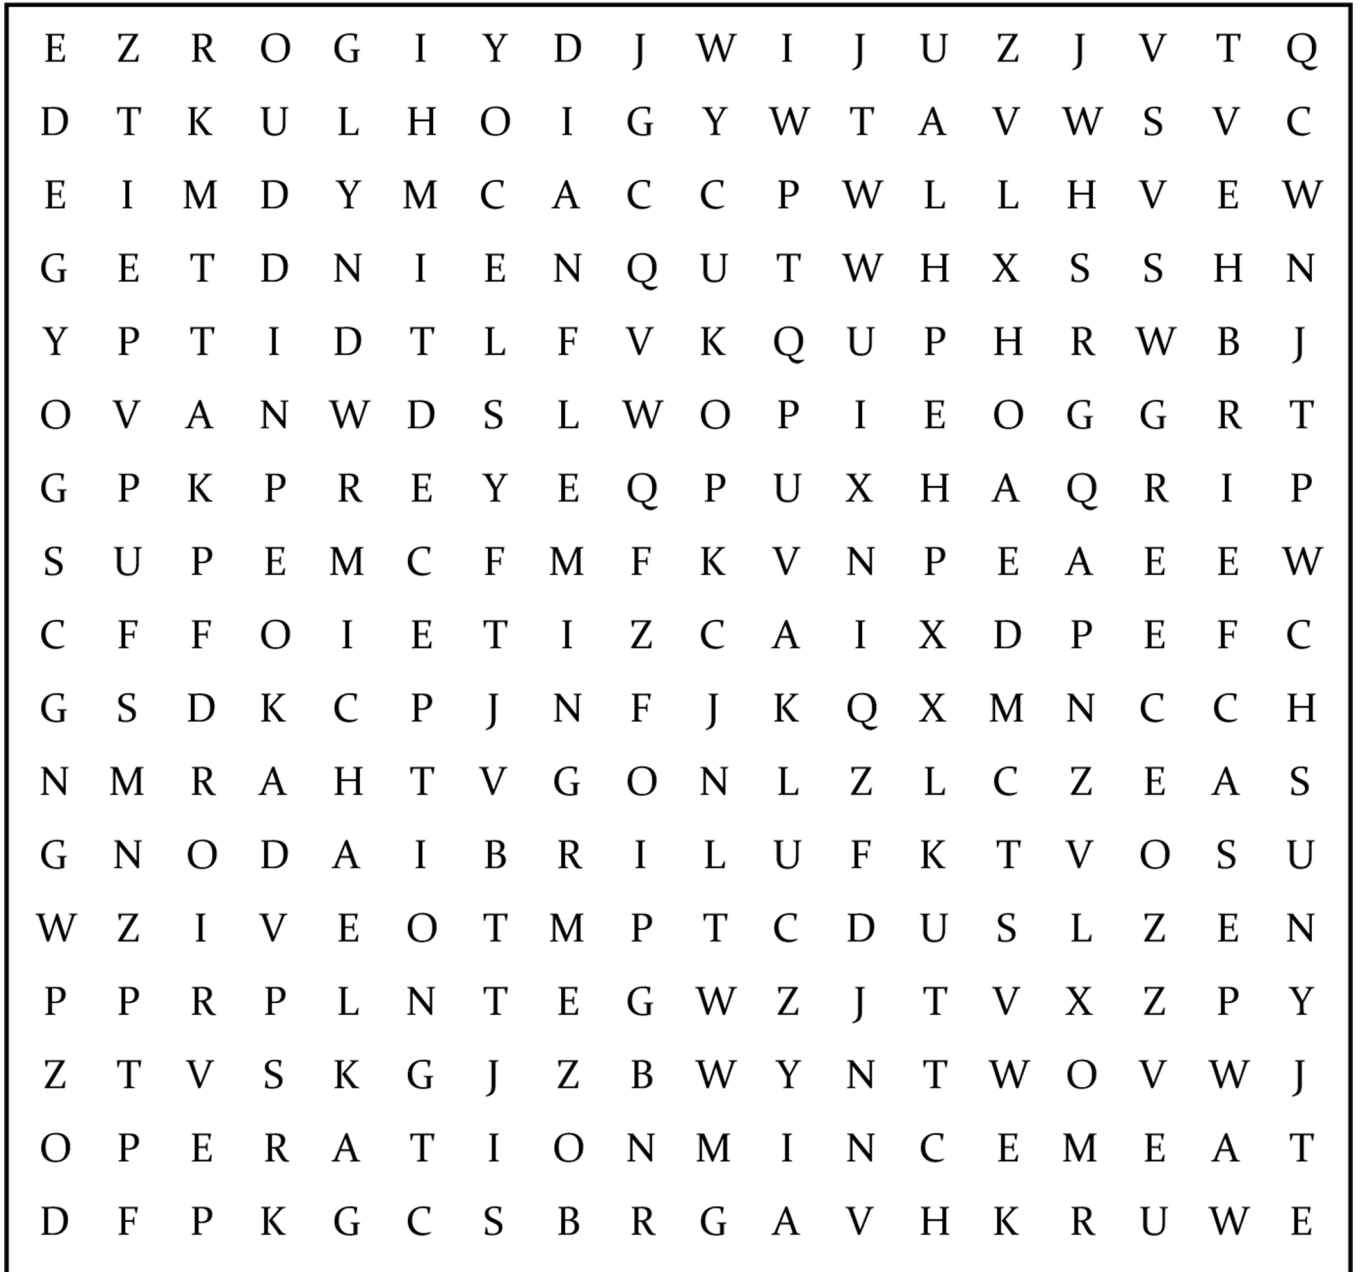 E Z R O G I Y D J W I J U Z J V T Q
D T K U L H O I G Y W T A V W S V C
E I M D Y M C A C C P W L L H V E W
G E T D N I E N Q U T W H X S S H N
Y P T I D T L F V K Q U P H R W B J
O V A N W D S L W O P I E O G G R T
G P K P R E Y E Q P U X H A Q R I P
S U P E M C F M F K V N P E A E E W
C F F O I E T I Z C A I X D P E F C
G S D K C P J N F J K Q X M N C C H
N M R A H T V G O N L Z L C Z E A S
G N O D A I B R I L U F K T V O S U
W Z I V E O T M P T C D U S L Z E N
P P R P L N T E G W Z J T V X Z P Y
Z T V S K G J Z B W Y N T W O V W J
O P E R A T I O N M I N C E M E A T
D F P K G C S B R G A V H K R U W E